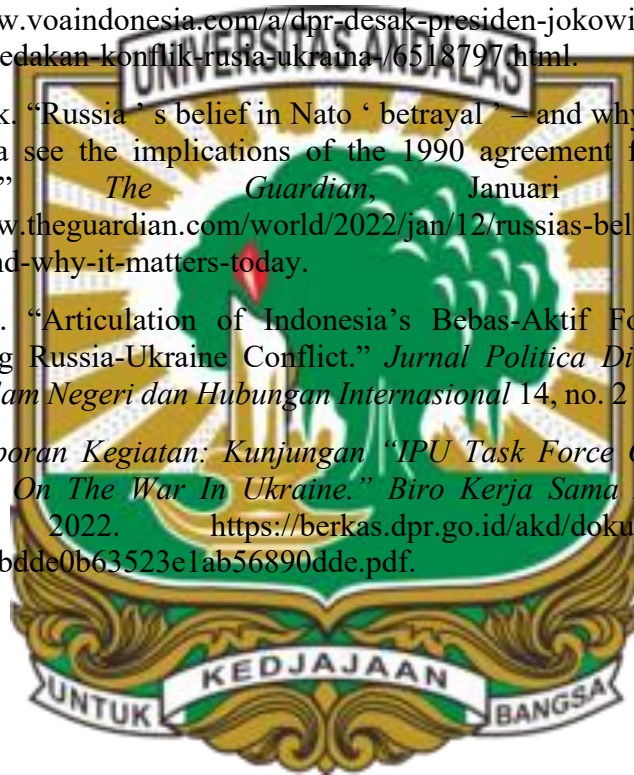 w.voaindonesia.com/a/dpr-desak-presiden-jokowi
edakan-konflik-rusia-ukraina-/6518797.html.
UNIVERSITAS ANDALAS
k. “Russia ’ s belief in Nato ‘ betrayal ’ – and why
a see the implications of the 1990 agreement f
” The Guardian, Januari
w.theguardian.com/world/2022/jan/12/russias-bel
nd-why-it-matters-today.
. “Articulation of Indonesia’s Bebas-Aktif Fo
g Russia-Ukraine Conflict.” Jurnal Politica Di
lam Negeri dan Hubungan Internasional 14, no. 2
poran Kegiatan: Kunjungan “IPU Task Force
On The War In Ukraine.” Biro Kerja Sama
2022. https://berkas.dpr.go.id/akd/doku
bdde0b63523e1ab56890dde.pdf.
UNTUK KEDJAJAAN BANGSA